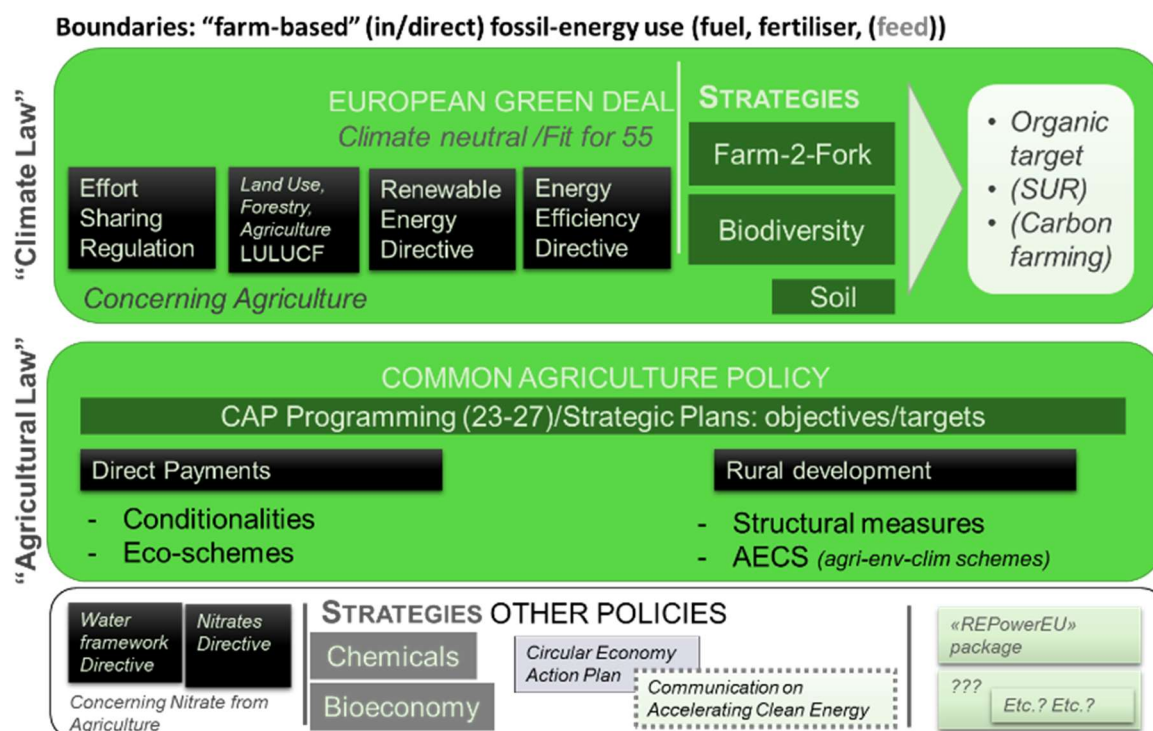 Boundaries: “farm-based” (in/direct) fossil-energy use (fuel, fertiliser, (feed))
“Climate Law”
EUROPEAN GREEN DEAL
Climate neutral /Fit for 55
Effort
Sharing
Regulation
Land Use,
Forestry,
Agriculture
LULUCF
Renewable
Energy
Directive
Energy
Efficiency
Directive
Concerning Agriculture
STRATEGIES
Farm-2-Fork
Biodiversity
Soil
• Organic
target
• (SUR)
• (Carbon
farming)
“Agricultural Law”
COMMON AGRICULTURE POLICY
CAP Programming (23-27)/Strategic Plans: objectives/targets
Direct Payments
- Conditionalities
- Eco-schemes
Rural development
- Structural measures
- AECS (agri-env-clim schemes)
Water
framework
Directive
Nitrates
Directive
Concerning Nitrate from
Agriculture
STRATEGIES OTHER POLICIES
Chemicals
Bioeconomy
Circular Economy
Action Plan
Communication on
Accelerating Clean Energy
«REPowerEU»
package
???
Etc.? Etc.?